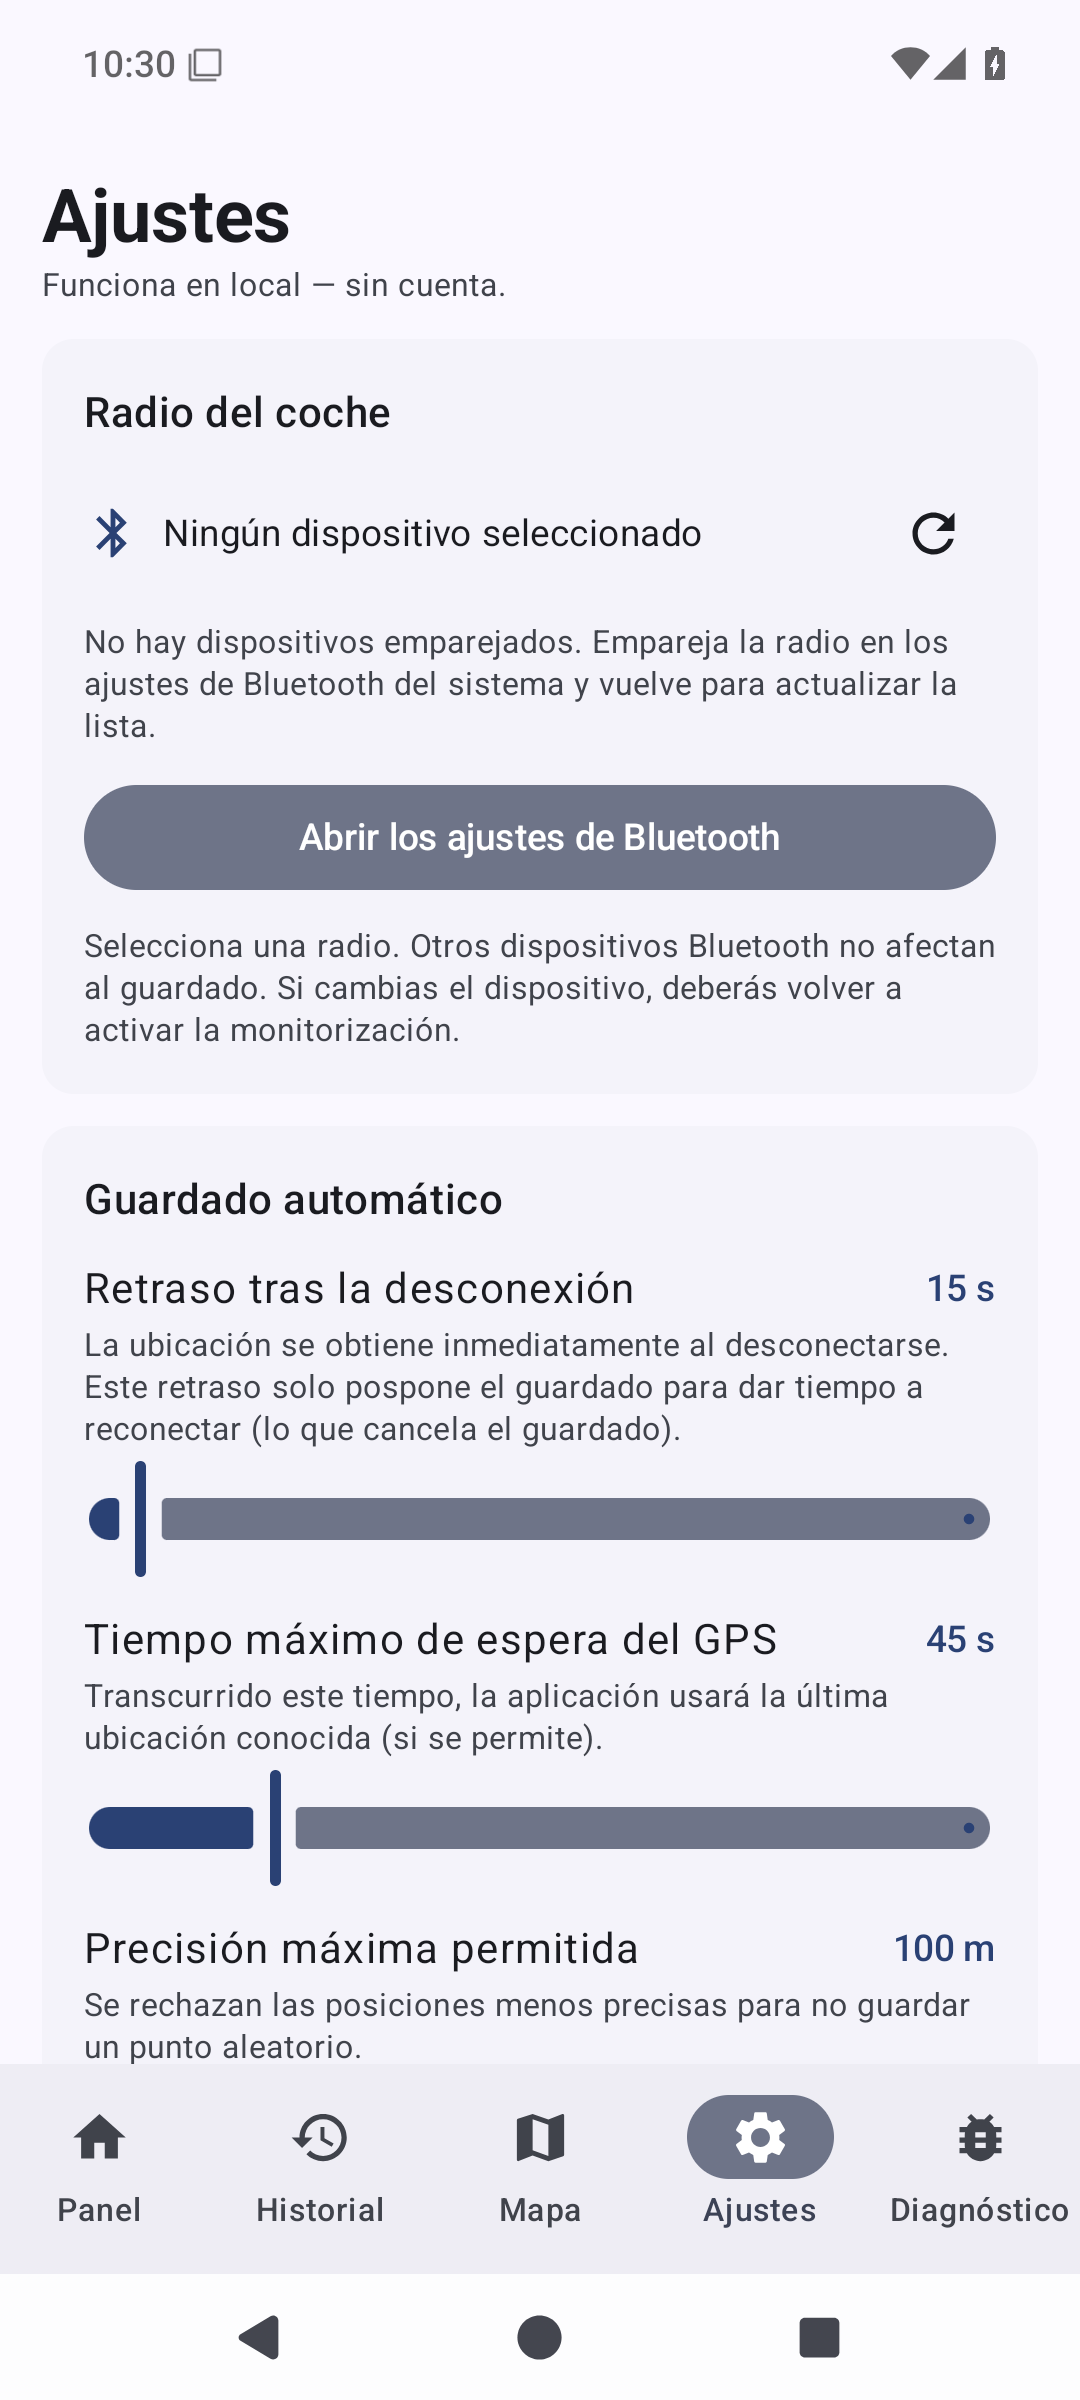 10:30
Ajustes
Funciona en local — sin cuenta.
Radio del coche
Ningún dispositivo seleccionado
No hay dispositivos emparejados. Empareja la radio en los
ajustes de Bluetooth del sistema y vuelve para actualizar la
lista.
Abrir los ajustes de Bluetooth
Selecciona una radio. Otros dispositivos Bluetooth no afectan
al guardado. Si cambias el dispositivo, deberás volver a
activar la monitorización.
Guardado automático
Retraso tras la desconexión 15 s
La ubicación se obtiene inmediatamente al desconectarse.
Este retraso solo pospone el guardado para dar tiempo a
reconectar (lo que cancela el guardado).
Tiempo máximo de espera del GPS 45 s
Transcurrido este tiempo, la aplicación usará la última
ubicación conocida (si se permite).
Precisión máxima permitida 100 m
Se rechazan las posiciones menos precisas para no guardar
un punto aleatorio.
Panel Historial Mapa Ajustes Diagnóstico